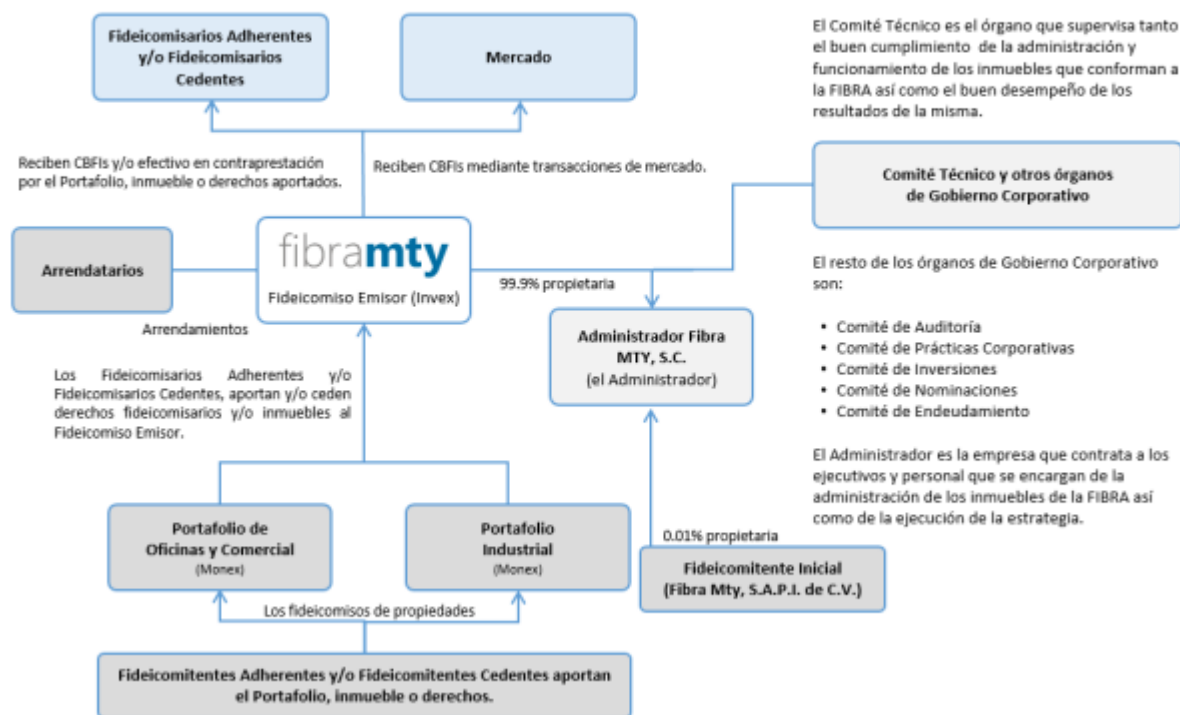 Fideicomisarios Adherentes
y/o Fideicomisarios
Cedentes
Mercado
El Comité Técnico es el órgano que supervisa tanto
el buen cumplimiento de la administración y
funcionamiento de los inmuebles que conforman a
la FIBRA así como el buen desempeño de los
resultados de la misma.
Reciben CBFIs y/o efectivo en contraprestación
por el Portafolio, inmueble o derechos aportados.
Reciben CBFIs mediante transacciones de mercado.
Comité Técnico y otros órganos
de Gobierno Corporativo
Arrendatarios
fibramty
Fideicomiso Emisor (Invex)
99.9% propietaria
Arrendamientos
El resto de los órganos de Gobierno Corporativo
son:
• Comité de Auditoría
• Comité de Prácticas Corporativas
• Comité de Inversiones
• Comité de Nominaciones
• Comité de Endeudamiento
Administrador Fibra
MTY, S.C.
(el Administrador)
Los Fideicomisarios Adherentes y/o
Fideicomisarios Cedentes, aportan y/o ceden
derechos fideicomisarios y/o inmuebles al
Fideicomiso Emisor.
El Administrador es la empresa que contrata a los
ejecutivos y personal que se encargan de la
administración de los inmuebles de la FIBRA así
como de la ejecución de la estrategia.
Portafolio de
Oficinas y Comercial
(Monex)
Portafolio
Industrial
(Monex)
0.01% propietaria
Fideicomitente Inicial
(Fibra Mty, S.A.P.I. de C.V.)
Los fideicomisos de propiedades
Fideicomitentes Adherentes y/o Fideicomitentes Cedentes aportan
el Portafolio, inmueble o derechos.